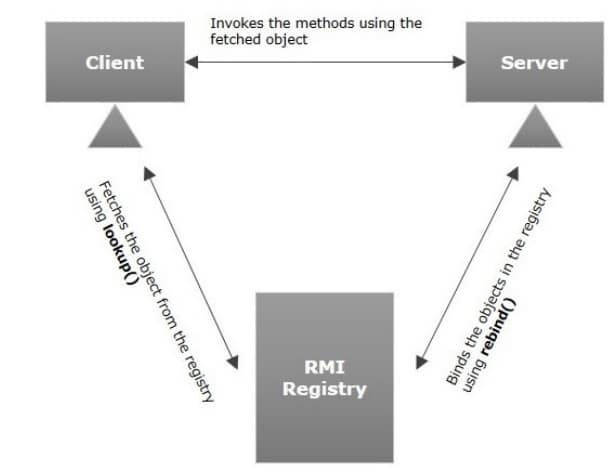 Invokes the methods using the
fetched object
Client
Server
Fetches the object from the registry
using lookup()
Binds the objects in the registry
using rebind()
RMI
Registry